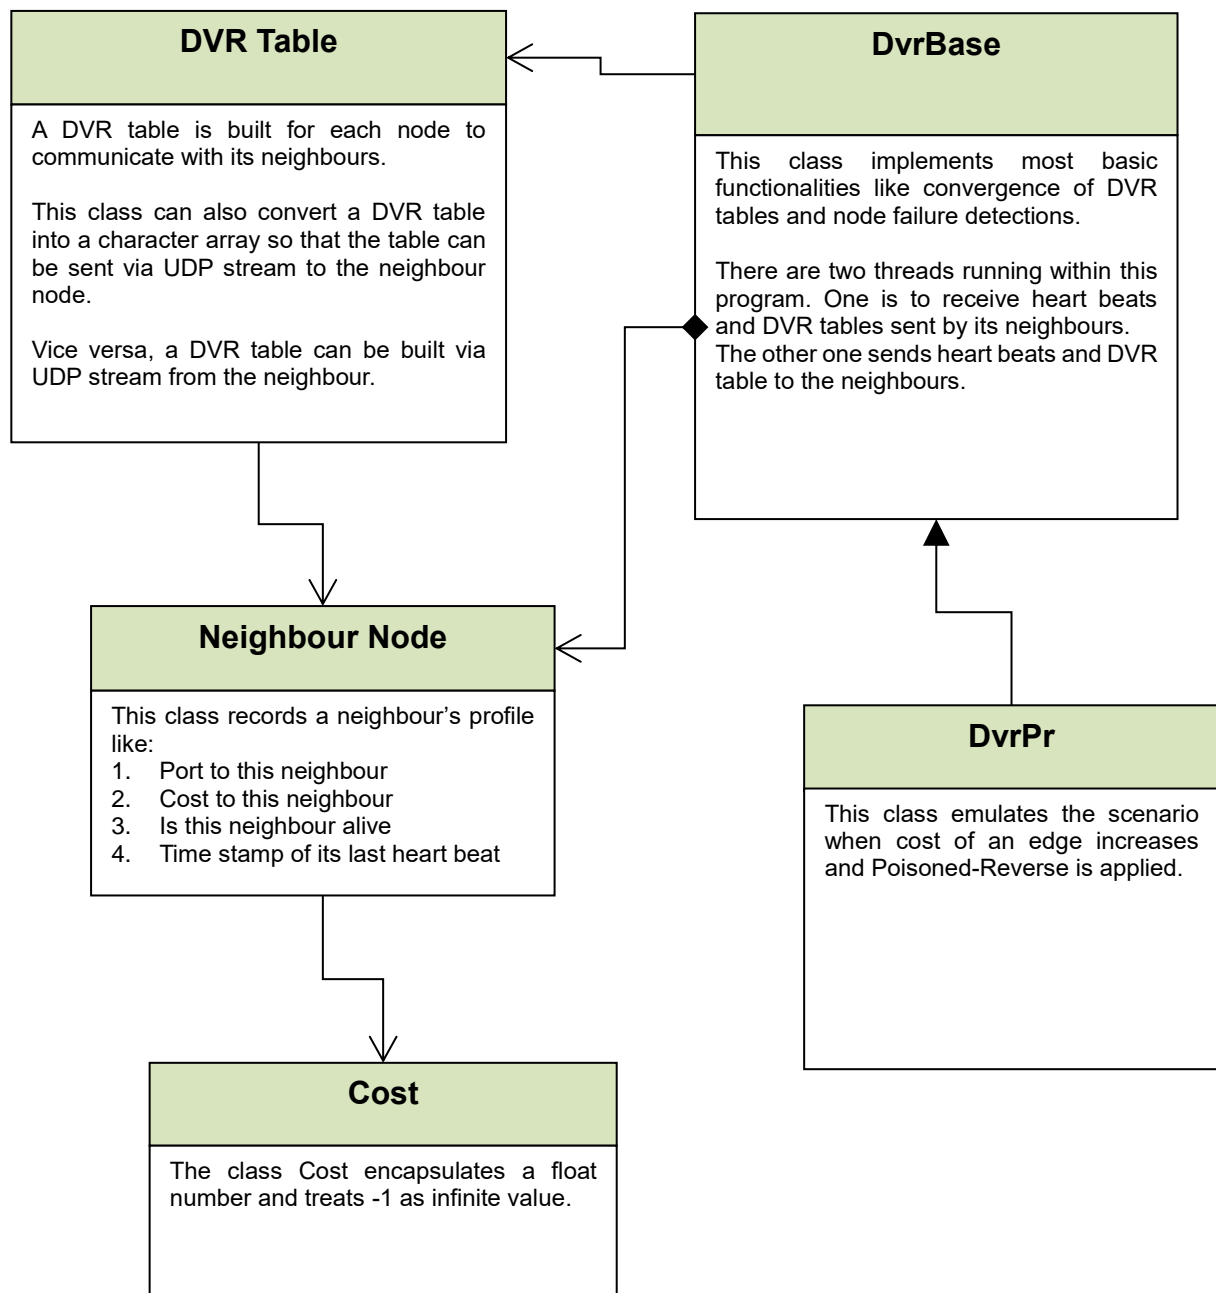 DVR Table
A DVR table is built for each node to
communicate with its neighbours.
This class can also convert a DVR table
into a character array so that the table can
be sent via UDP stream to the neighbour
node.
Vice versa, a DVR table can be built via
UDP stream from the neighbour.
DvrBase
This class implements most basic
functionalities like convergence of DVR
tables and node failure detections.
There are two threads running within this
program. One is to receive heart beats
and DVR tables sent by its neighbours.
The other one sends heart beats and DVR
table to the neighbours.
Neighbour Node
This class records a neighbour’s profile
like:
1. Port to this neighbour
2. Cost to this neighbour
3. Is this neighbour alive
4. Time stamp of its last heart beat
DvrPr
This class emulates the scenario
when cost of an edge increases
and Poisoned-Reverse is applied.
Cost
The class Cost encapsulates a float
number and treats -1 as infinite value.